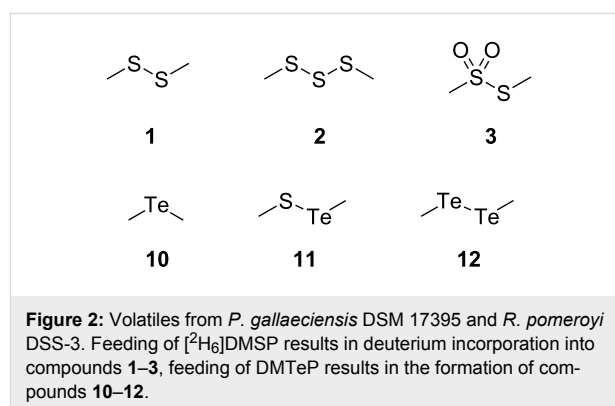 O O
S S S S S S
S S
1 2 3
Te S Te Te Te
10 11 12
Figure 2: Volatiles from P. gallaeciensis DSM 17395 and R. pomeroyi
DSS-3. Feeding of [²H₆]DMSP results in deuterium incorporation into
compounds 1–3, feeding of DMTeP results in the formation of com-
pounds 10–12.